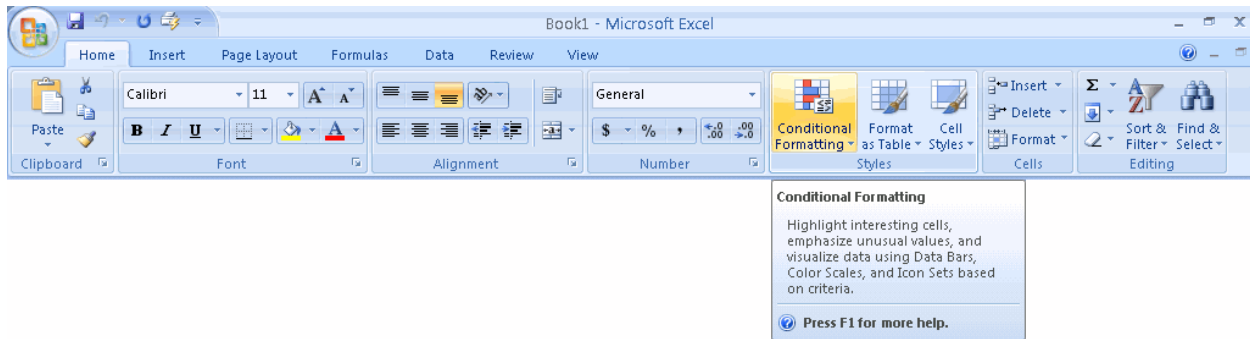 Book1 - Microsoft Excel
Home Insert Page Layout Formulas Data Review View
Calibri 11 A A General Insert Σ A Z
Delete
Paste B I U A $ % , .0 .00 .00 .0 Conditional Formatting Format as Table Cell Styles Format Sort & Filter Find & Select
Clipboard Font Alignment Number Styles Cells Editing
Conditional Formatting
Highlight interesting cells,
emphasize unusual values, and
visualize data using Data Bars,
Color Scales, and Icon Sets based
on criteria.
Press F1 for more help.